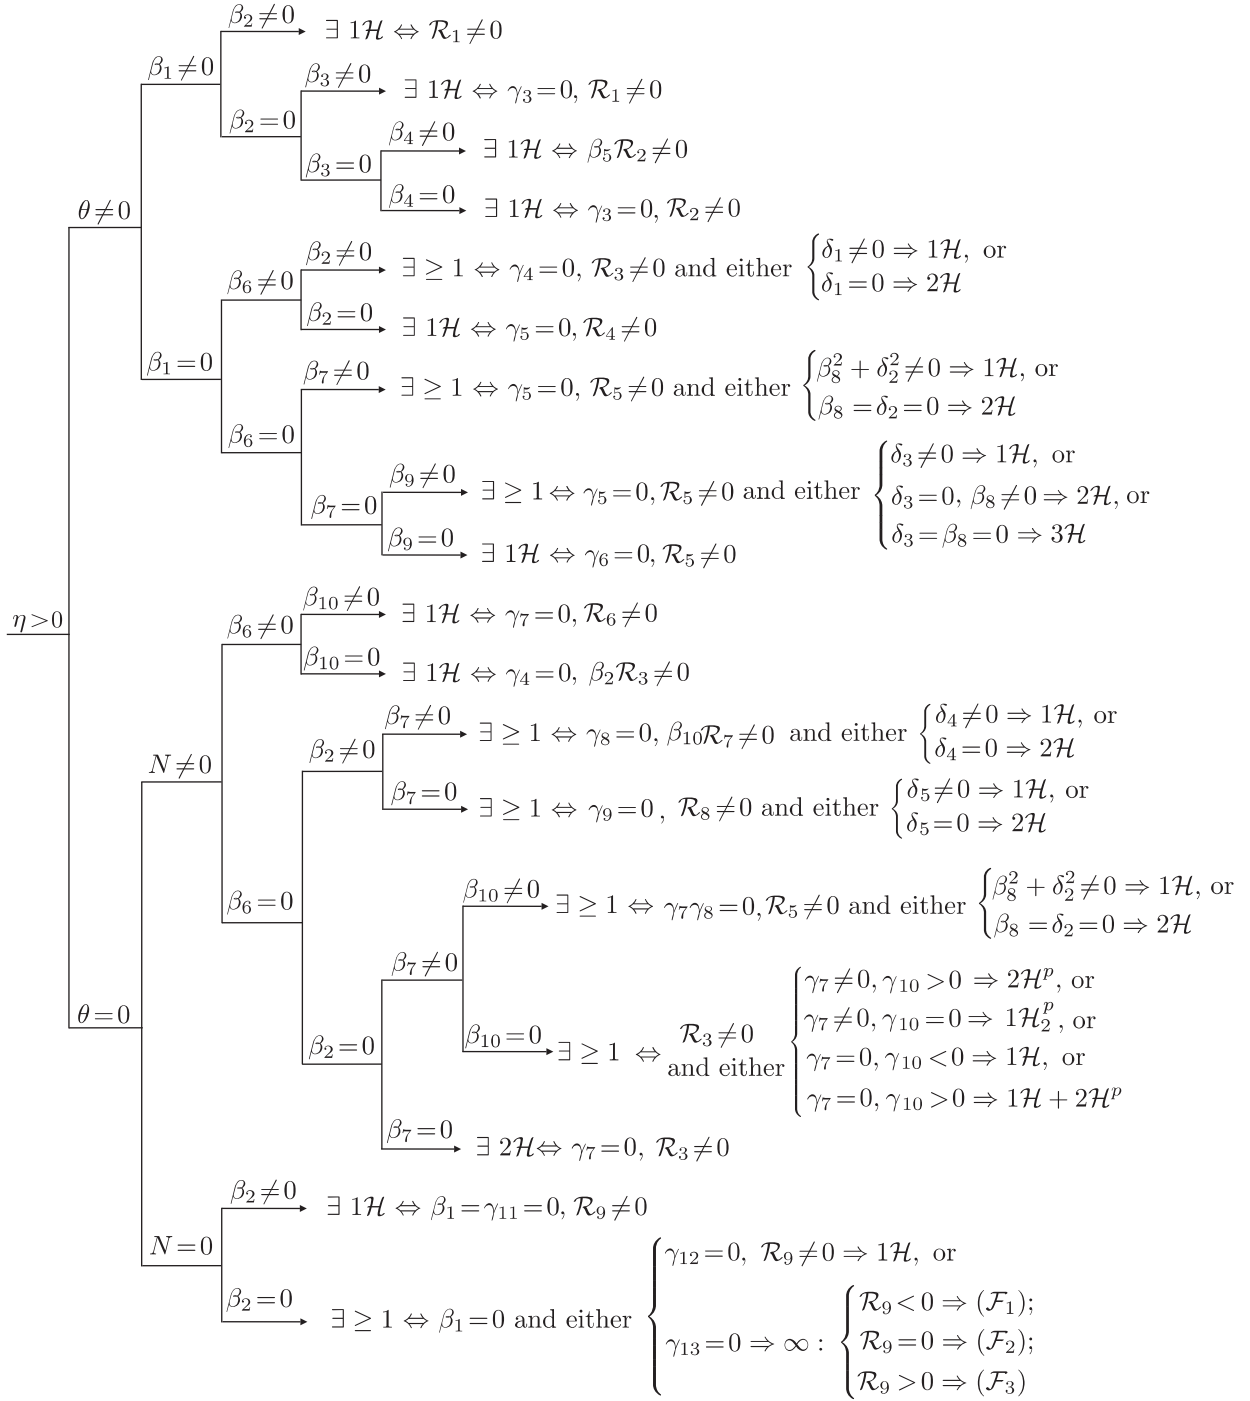 β₂≠0
∃ 1ℋ ⇔ ℛ₁≠0
β₁≠0
β₃≠0
∃ 1ℋ ⇔ γ₃=0, ℛ₁≠0
β₂=0
β₄≠0
∃ 1ℋ ⇔ β₅ℛ₂≠0
β₃=0
β₄=0
∃ 1ℋ ⇔ γ₃=0, ℛ₂≠0
θ≠0
β₂≠0
∃ ≥ 1 ⇔ γ₄=0, ℛ₃≠0 and either
δ₁≠0 ⇒ 1ℋ, or
δ₁=0 ⇒ 2ℋ
β₆≠0
β₂=0
∃ 1ℋ ⇔ γ₅=0, ℛ₄≠0
β₁=0
β₇≠0
∃ ≥ 1 ⇔ γ₅=0, ℛ₅≠0 and either
β₈² + δ₂²≠0 ⇒ 1ℋ, or
β₈ =δ₂=0 ⇒ 2ℋ
β₆=0
β₉≠0
∃ ≥ 1 ⇔ γ₅=0, ℛ₅≠0 and either
δ₃≠0 ⇒ 1ℋ, or
δ₃=0, β₈≠0 ⇒ 2ℋ, or
δ₃=β₈=0 ⇒ 3ℋ
β₇=0
β₉=0
∃ 1ℋ ⇔ γ₆=0, ℛ₅≠0
η>0
β₁₀≠0
∃ 1ℋ ⇔ γ₇=0, ℛ₆≠0
β₆≠0
β₁₀=0
∃ 1ℋ ⇔ γ₄=0, β₂ℛ₃≠0
N≠0
β₇≠0
∃ ≥ 1 ⇔ γ₈=0, β₁₀ℛ₇≠0 and either
δ₄≠0 ⇒ 1ℋ, or
δ₄=0 ⇒ 2ℋ
β₂≠0
β₇=0
∃ ≥ 1 ⇔ γ₉=0, ℛ₈≠0 and either
δ₅≠0 ⇒ 1ℋ, or
δ₅=0 ⇒ 2ℋ
β₆=0
β₁₀≠0
∃ ≥ 1 ⇔ γ₇γ₈=0, ℛ₅≠0 and either
β₈² + δ₂²≠0 ⇒ 1ℋ, or
β₈ =δ₂=0 ⇒ 2ℋ
β₇≠0
β₁₀=0
∃ ≥ 1 ⇔
ℛ₃≠0
and either
γ₇≠0, γ₁₀>0 ⇒ 2ℋᵖ, or
γ₇≠0, γ₁₀=0 ⇒ 1ℋ₂ᵖ, or
γ₇=0, γ₁₀<0 ⇒ 1ℋ, or
γ₇=0, γ₁₀>0 ⇒ 1ℋ + 2ℋᵖ
β₂=0
β₇=0
∃ 2ℋ ⇔ γ₇=0, ℛ₃≠0
θ=0
β₂≠0
∃ 1ℋ ⇔ β₁=γ₁₁=0, ℛ₉≠0
N=0
β₂=0
∃ ≥ 1 ⇔ β₁=0 and either
γ₁₂=0, ℛ₉≠0 ⇒ 1ℋ, or
γ₁₃=0 ⇒ ∞ :
ℛ₉<0 ⇒ (ℱ₁);
ℛ₉=0 ⇒ (ℱ₂);
ℛ₉>0 ⇒ (ℱ₃)